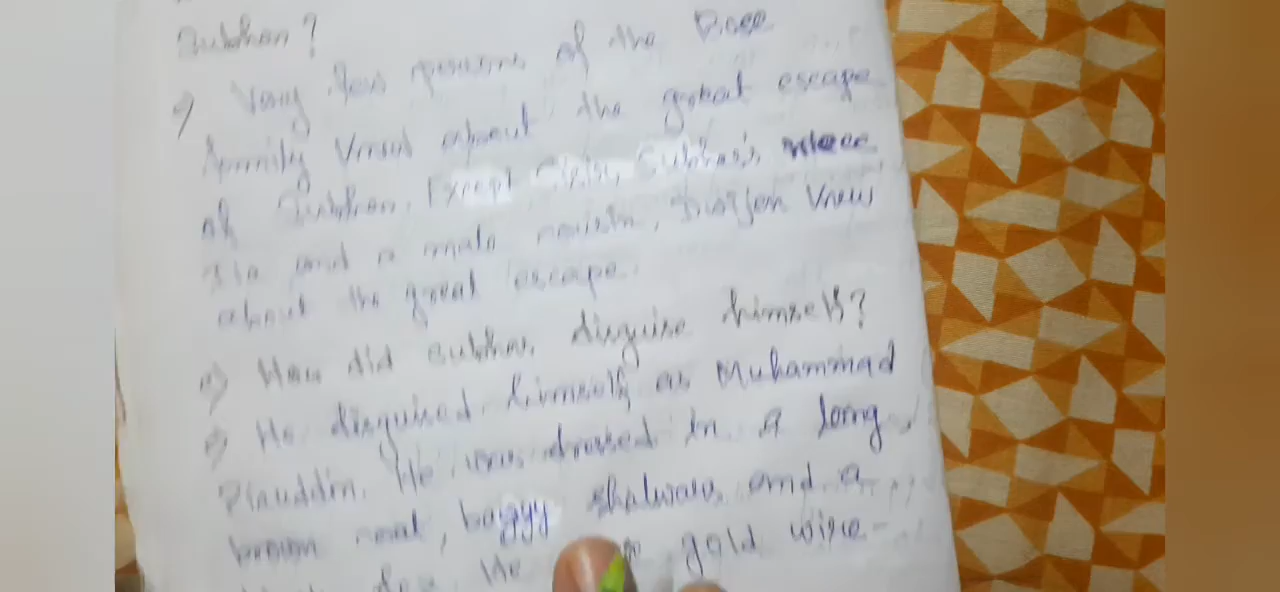 Subhas?
Very few persons of the Bose
family knew about the great escape
of Subhas. Except Sisir, Subhas's niece
Ila and a male cousin, knew
about the great escape.
How did Subhas disguise himself?
He disguised himself as Muhammad
Ziauddin. He was dressed in a long
brown coat, baggy shalwars and a
He gold wire-